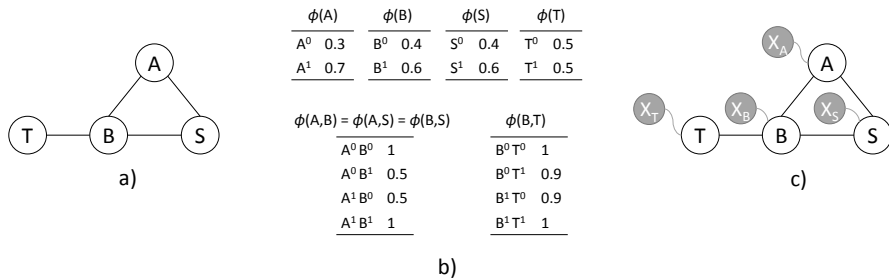 A
T
B
S
a)
ϕ(A) ϕ(B) ϕ(S) ϕ(T)
A⁰ 0.3 B⁰ 0.4 S⁰ 0.4 T⁰ 0.5
A¹ 0.7 B¹ 0.6 S¹ 0.6 T¹ 0.5
ϕ(A,B) = ϕ(A,S) = ϕ(B,S)
A⁰ B⁰ 1
A⁰ B¹ 0.5
A¹ B⁰ 0.5
A¹ B¹ 1
ϕ(B,T)
B⁰ T⁰ 1
B⁰ T¹ 0.9
B¹ T⁰ 0.9
B¹ T¹ 1
b)
X_A
A
X_T
X_B
X_S
T
B
S
c)